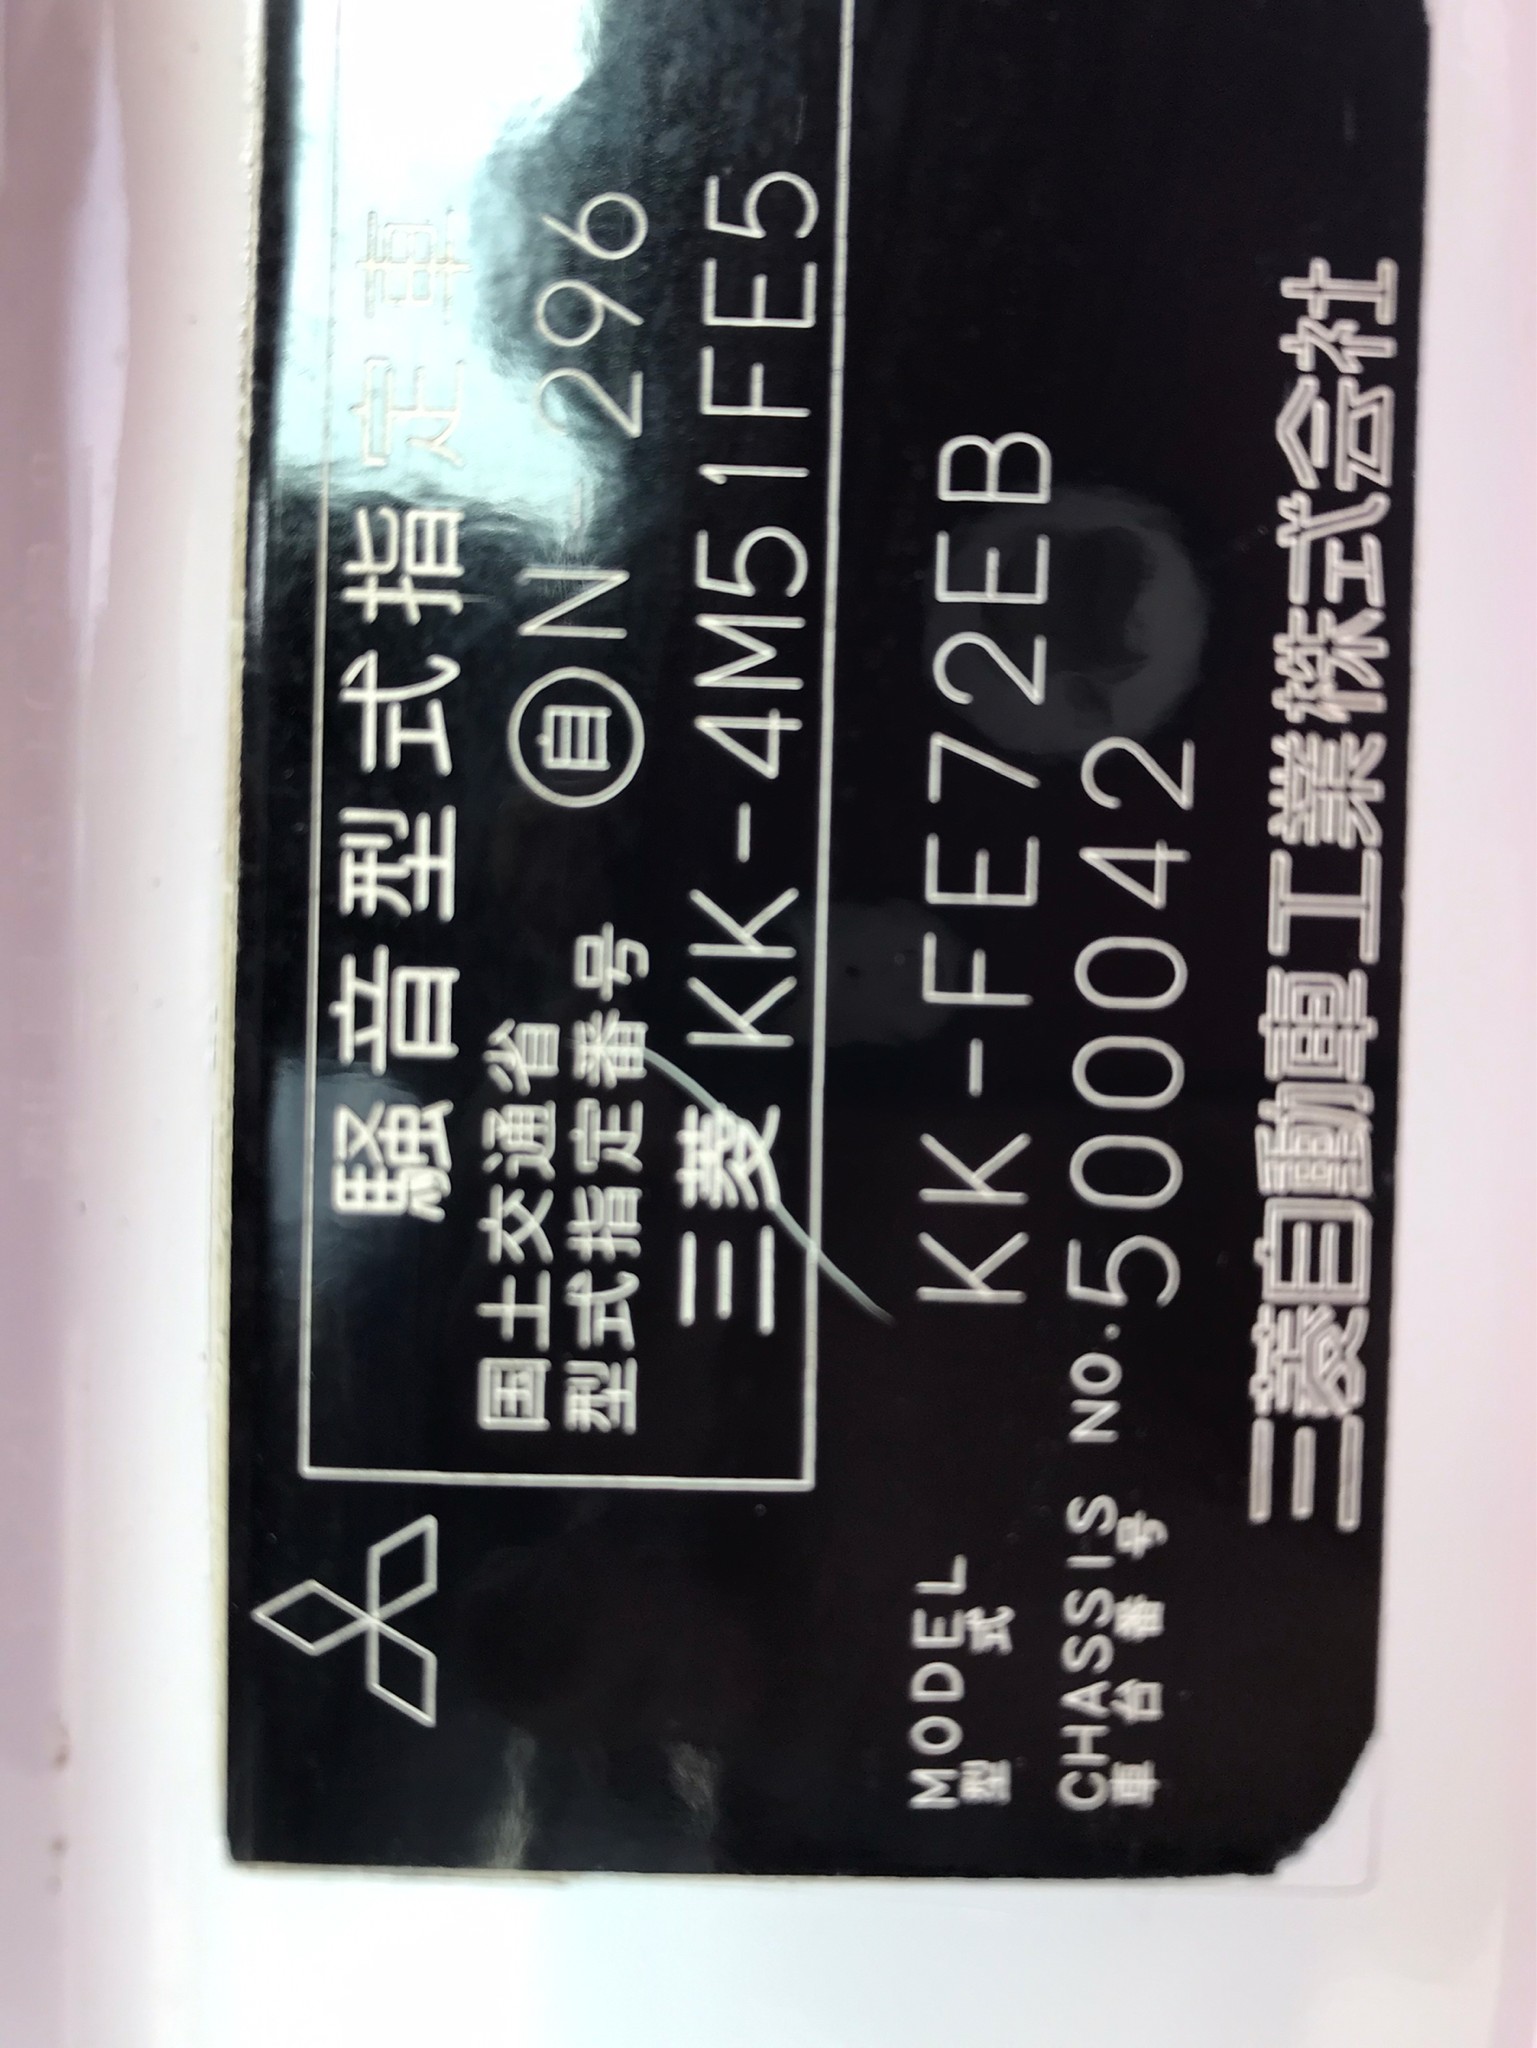 騒音型式指定車
国土交通省
型式指定番号 自 N-296
三菱 KK-4M51FE5
MODEL
型式 KK-FE72EB
CHASSIS NO. 500042
車台番号
三菱自動車工業株式会社